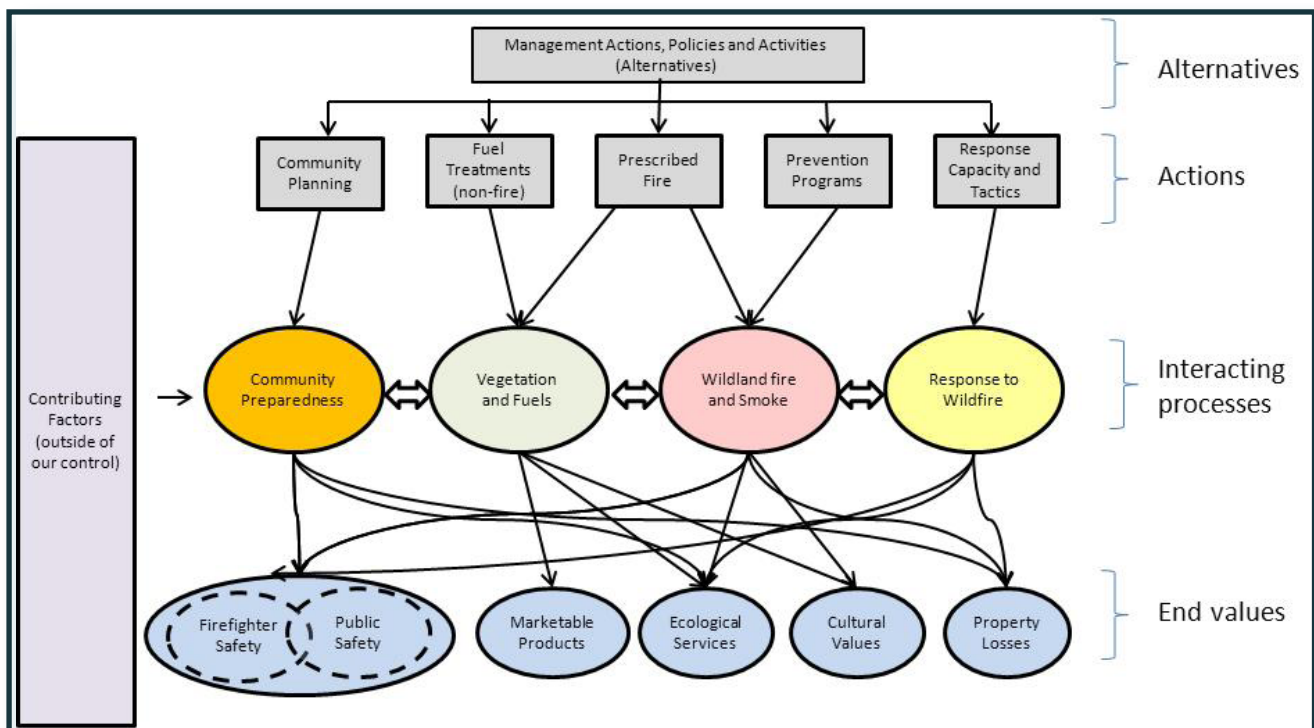 Management Actions, Policies and Activities
(Alternatives)
Alternatives
Community
Planning
Fuel
Treatments
(non-fire)
Prescribed
Fire
Prevention
Programs
Response
Capacity and
Tactics
Actions
Contributing
Factors
(outside of
our control)
Community
Preparedness
Vegetation
and Fuels
Wildland fire
and Smoke
Response to
Wildfire
Interacting
processes
Firefighter
Safety
Public
Safety
Marketable
Products
Ecological
Services
Cultural
Values
Property
Losses
End values